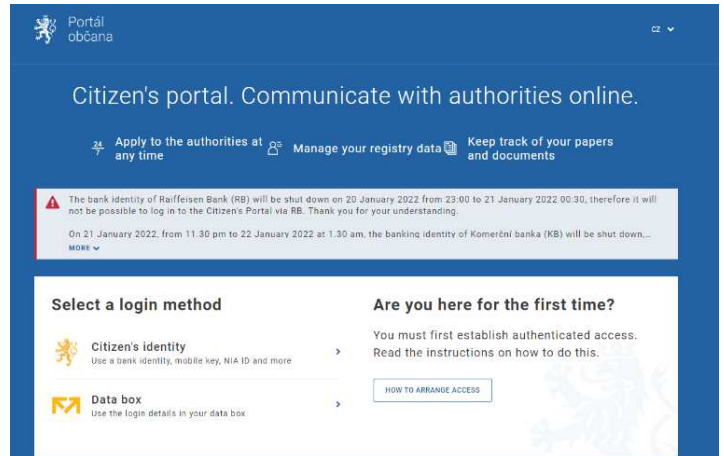 Portál
občana
CZ
Citizen's portal. Communicate with authorities online.
Apply to the authorities at
any time
Manage your registry data
Keep track of your papers
and documents
The bank identity of Raiffeisen Bank (RB) will be shut down on 20 January 2022 from 23:00 to 21 January 2022 00:30, therefore it will
not be possible to log in to the Citizen's Portal via RB. Thank you for your understanding.
On 21 January 2022, from 11.30 pm to 22 January 2022 at 1.30 am, the banking identity of Komerční banka (KB) will be shut down,…
MORE
Select a login method
Citizen's identity
Use a bank identity, mobile key, NIA ID and more
Data box
Use the login details in your data box
Are you here for the first time?
You must first establish authenticated access.
Read the instructions on how to do this.
HOW TO ARRANGE ACCESS